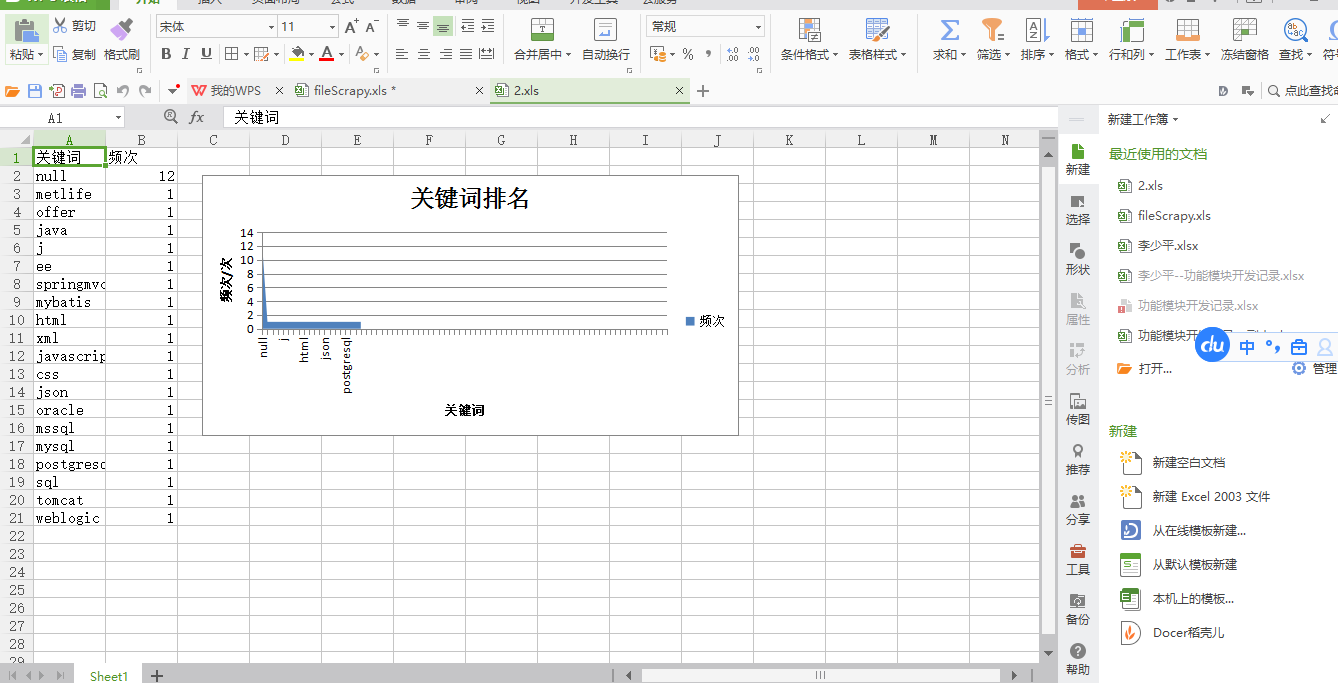 粘贴 剪切 复制 格式刷
宋体 11 A+ A-
B I U A
合并居中 自动换行
常规
% ,
条件格式 表格样式 求和 筛选 排序 格式 行和列 工作表 冻结窗格 查找
我的WPS × fileScrapy.xls * × 2.xls × +
点此查找
A1 fx 关键词
A B C D E F G H I J K L M N
1 关键词 频次
2 null 12
3 metlife 1
4 offer 1
5 java 1
6 j 1
7 ee 1
8 springmvc 1
9 mybatis 1
10 html 1
11 xml 1
12 javascrip 1
13 css 1
14 json 1
15 oracle 1
16 mssql 1
17 mysql 1
18 postgresq 1
19 sql 1
20 tomcat 1
21 weblogic 1
22
23
24
25
26
27
28
29
关键词排名
频次/次
14
12
10
8
6
4
2
0
null
j
html
json
postgresql
关键词
频次
Sheet1 +
新建
选择
形状
属性
分析
传图
推荐
分享
工具
备份
帮助
新建工作簿
最近使用的文档
2.xls
fileScrapy.xls
李少平.xlsx
李少平--功能模块开发记录.xlsx
功能模块开发记录.xlsx
功能模块开
du 中 °,
打开... 管理
新建
新建空白文档
新建 Excel 2003 文件
从在线模板新建...
从默认模板新建
本机上的模板...
Docer稻壳儿